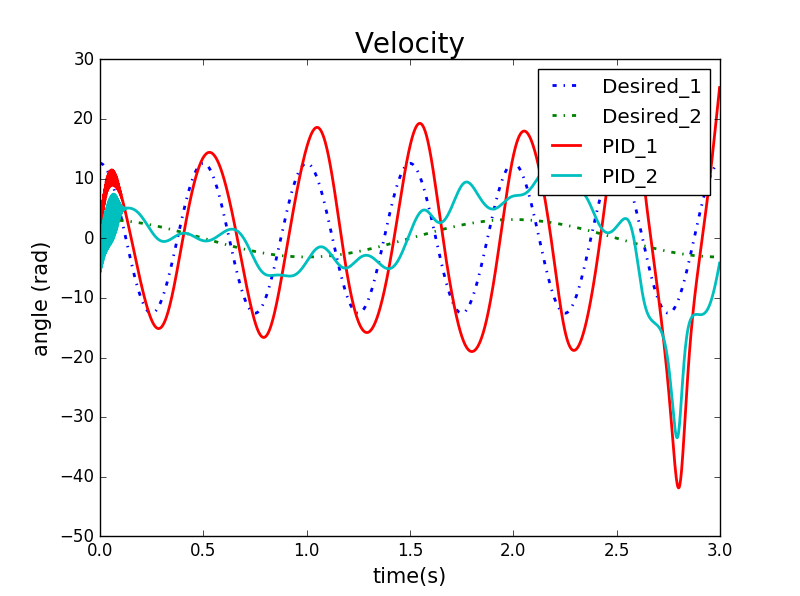 Velocity
30
20
10
0
−10
−20
−30
−40
−50
angle (rad)
Desired_1
Desired_2
PID_1
PID_2
0.0 0.5 1.0 1.5 2.0 2.5 3.0
time(s)